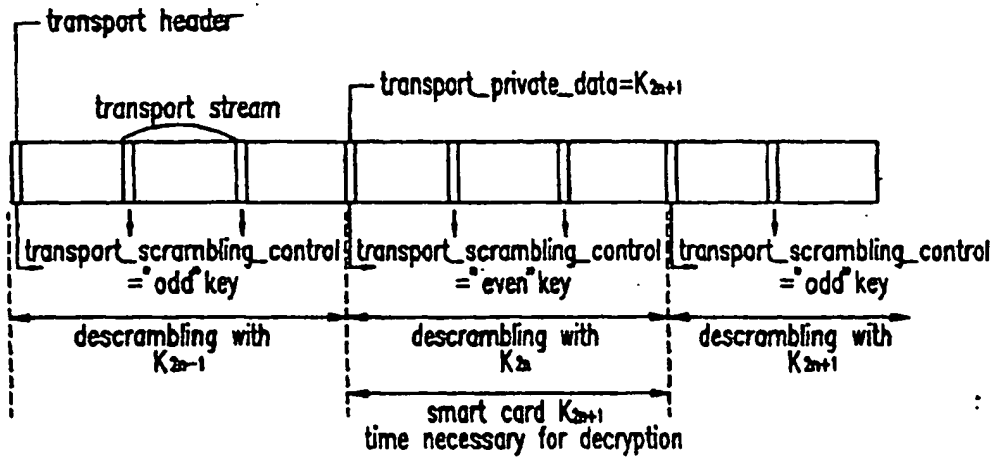 transport header
transport_private_data=K2n+1
transport stream
transport_scrambling_control
="odd" key
transport_scrambling_control
="even" key
transport_scrambling_control
="odd" key
descrambling with
K2n-1
descrambling with
K2n
descrambling with
K2n+1
smart card K2n+1
time necessary for decryption